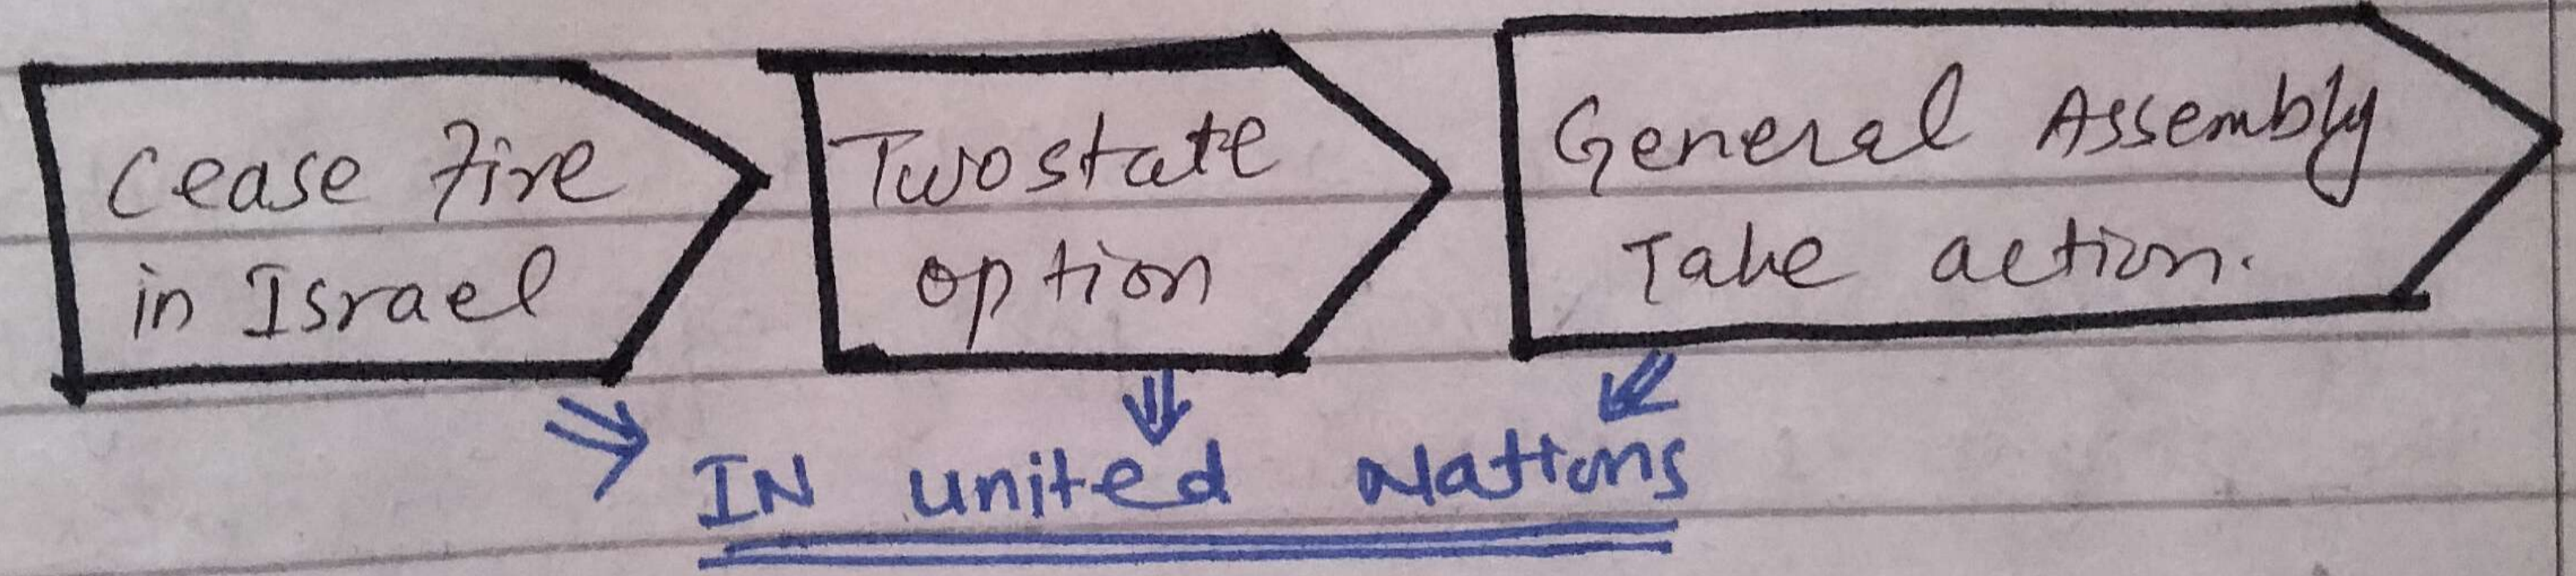 Cease Fire
in Israel
Twostate
option
General Assembly
Take action.
IN united Nations